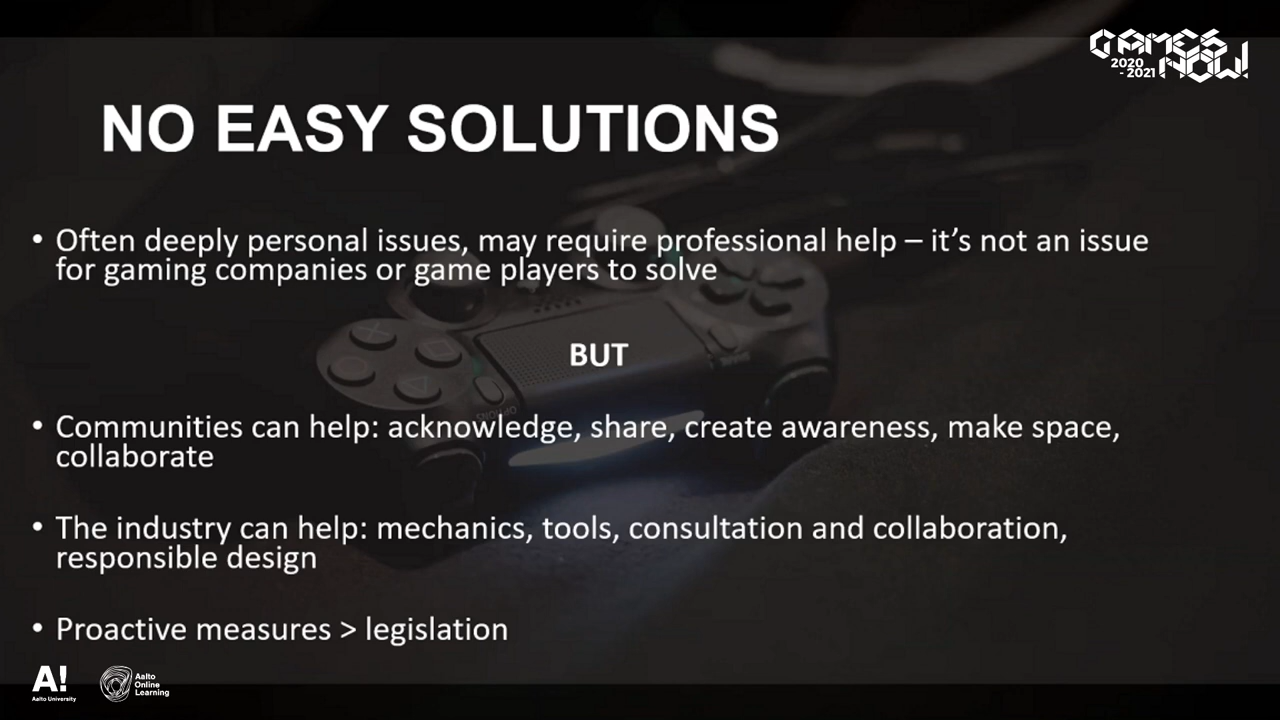 GAMES
2020
- 2021 NOW!
NO EASY SOLUTIONS
• Often deeply personal issues, may require professional help – it’s not an issue
for gaming companies or game players to solve
BUT
• Communities can help: acknowledge, share, create awareness, make space,
collaborate
• The industry can help: mechanics, tools, consultation and collaboration,
responsible design
• Proactive measures > legislation
OPTIONS
A!
Aalto University
Aalto
Online
Learning